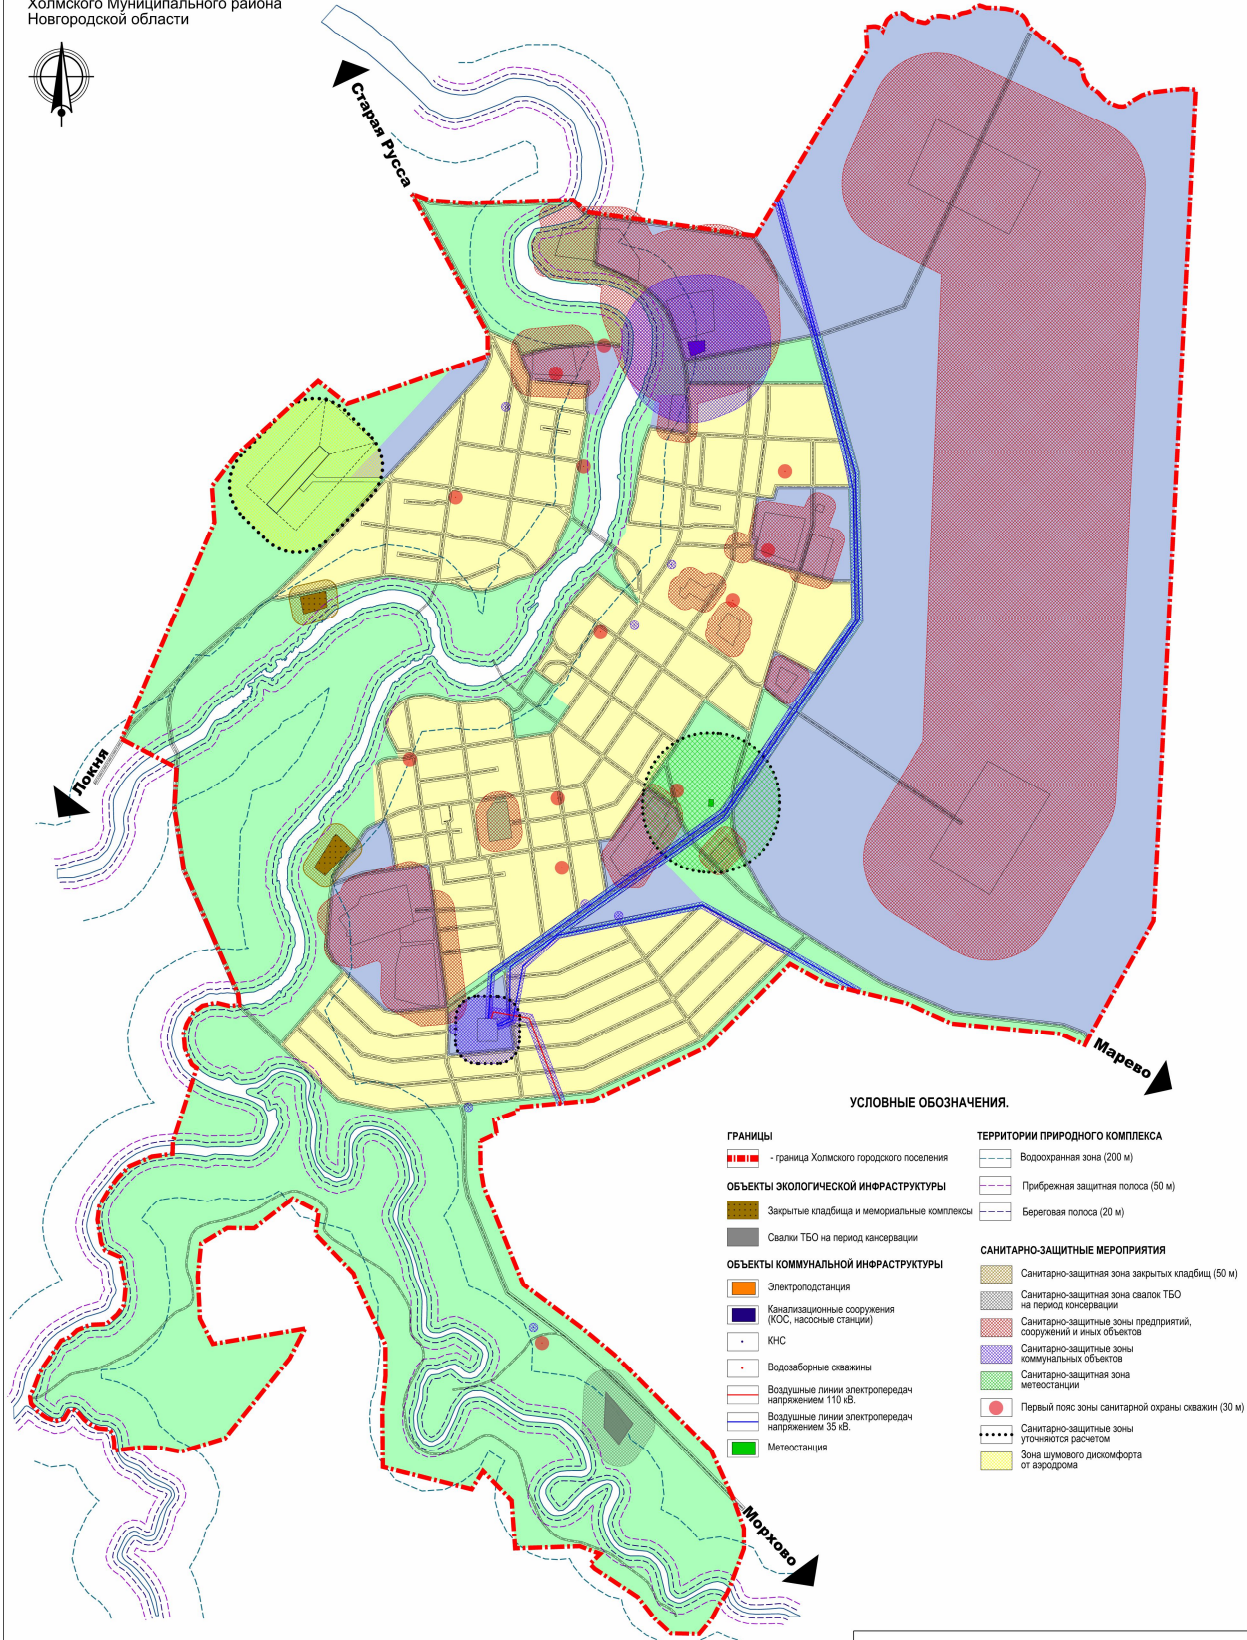 Холмского Муниципального района
Новгородской области
Старая Русса
Локня
Марево
Морхово
УСЛОВНЫЕ ОБОЗНАЧЕНИЯ.
ГРАНИЦЫ
- граница Холмского городского поселения
ОБЪЕКТЫ ЭКОЛОГИЧЕСКОЙ ИНФРАСТРУКТУРЫ
Закрытые кладбища и мемориальные комплексы
Свалки ТБО на период кансервации
ОБЪЕКТЫ КОММУНАЛЬНОЙ ИНФРАСТРУКТУРЫ
Электроподстанция
Канализационные сооружения
(КОС, насосные станции)
КНС
Водозаборные скважины
Воздушные линии электропередач
напряжением 110 кВ.
Воздушные линии электропередач
напряжением 35 кВ.
Метеостанция
ТЕРРИТОРИИ ПРИРОДНОГО КОМПЛЕКСА
Водоохранная зона (200 м)
Прибрежная защитная полоса (50 м)
Береговая полоса (20 м)
САНИТАРНО-ЗАЩИТНЫЕ МЕРОПРИЯТИЯ
Санитарно-защитная зона закрытых кладбищ (50 м)
Санитарно-защитная зона свалок ТБО
на период консервации
Санитарно-защитные зоны предприятий,
сооружений и иных объектов
Санитарно-защитные зоны
коммунальных объектов
Санитарно-защитная зона
метеостанции
Первый пояс зоны санитарной охраны скважин (30 м)
Санитарно-защитные зоны
уточняются расчетом
Зона шумового дискомфорта
от аэродрома